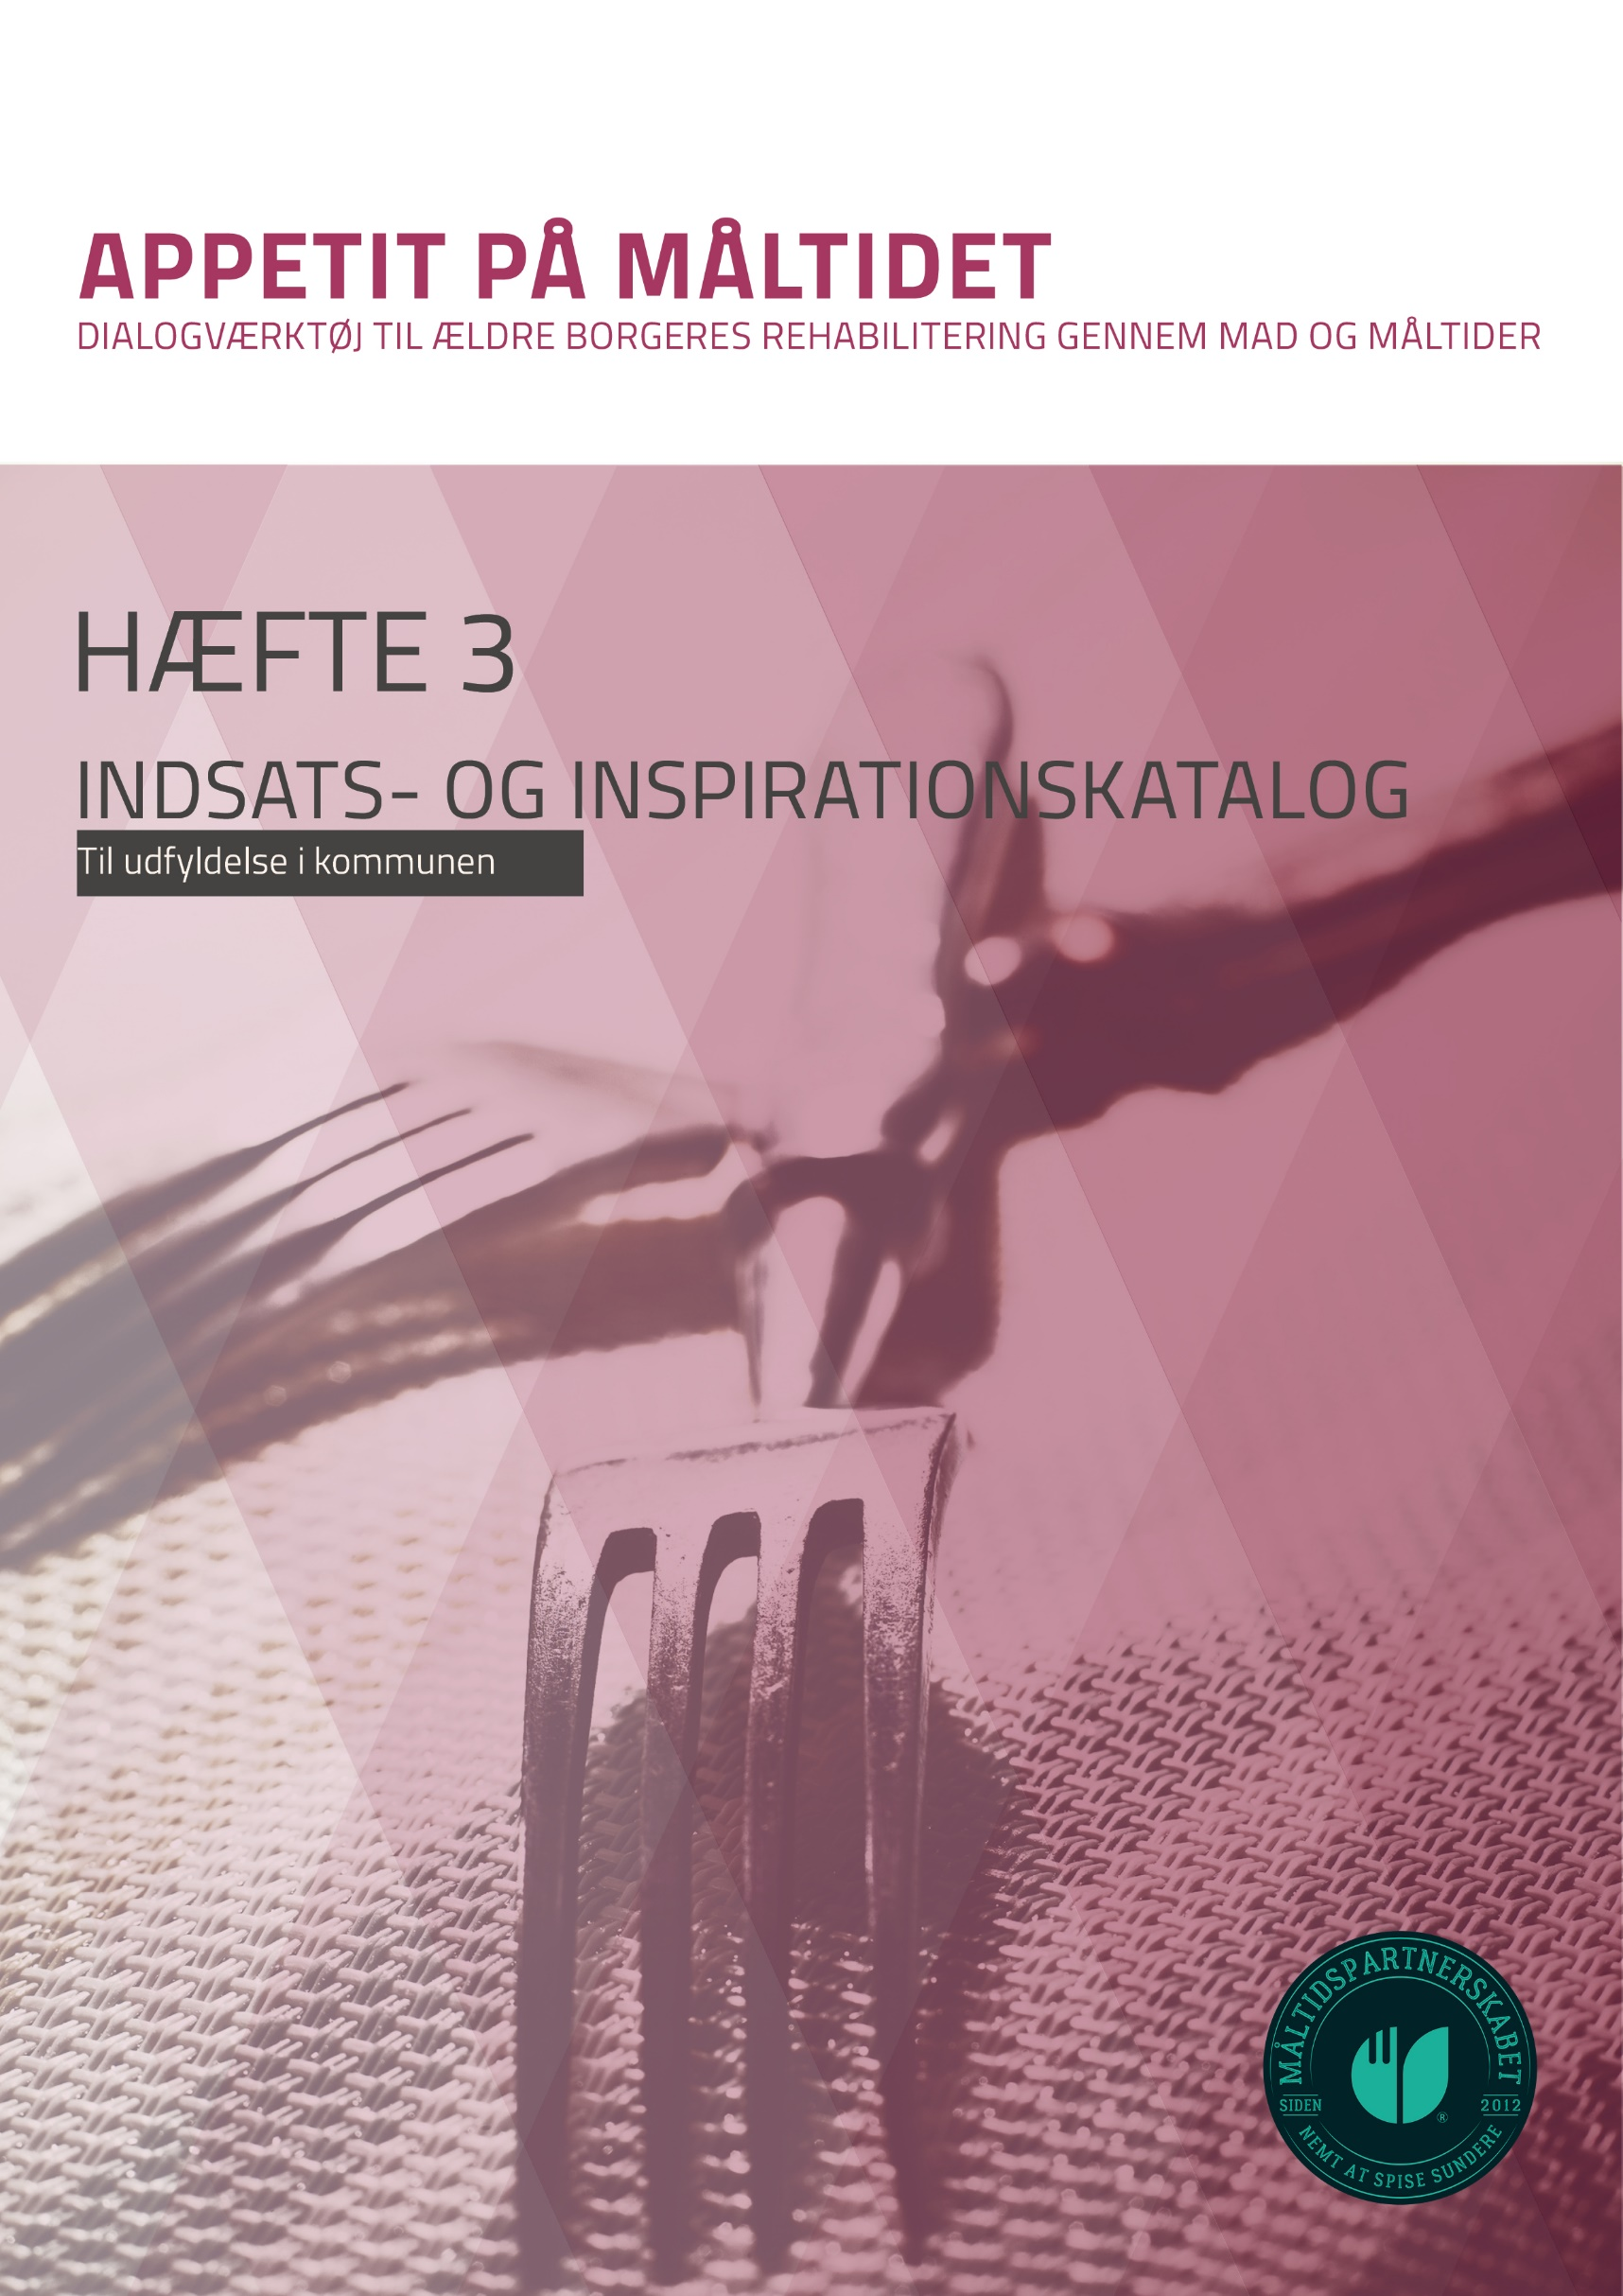 APPETIT PÅ MÅLTIDET
DIALOGVÆRKTØJ TIL ÆLDRE BORGERES REHABILITERING GENNEM MAD OG MÅLTIDER
HÆFTE 3
INDSATS- OG INSPIRATIONSKATALOG
Til udfyldelse i kommunen
MÅLTIDSPARTNERSKABET
SIDEN 2012
®
NEMT AT SPISE SUNDERE